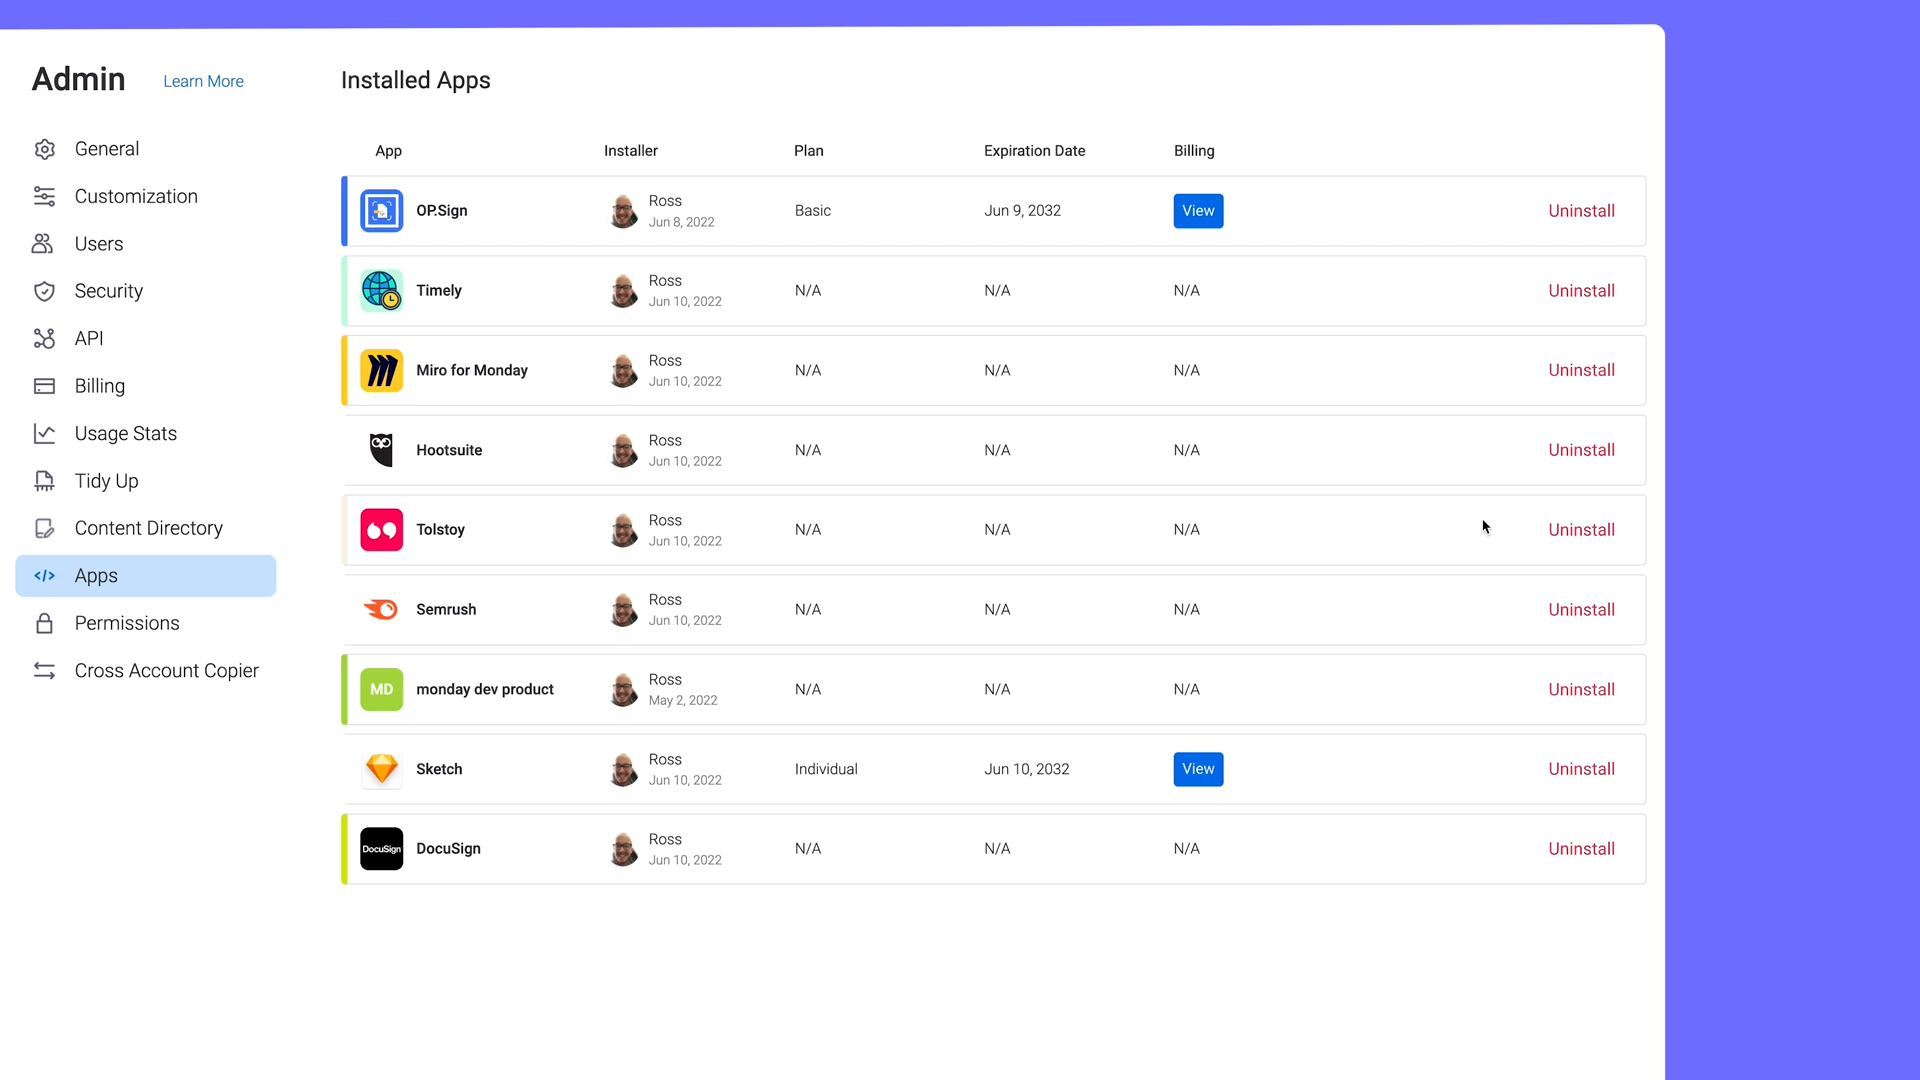 Admin Learn More
Installed Apps
General
Customization
Users
Security
API
Billing
Usage Stats
Tidy Up
Content Directory
Apps
Permissions
Cross Account Copier
App Installer Plan Expiration Date Billing
OP.Sign Ross Jun 8, 2022 Basic Jun 9, 2032 View Uninstall
Timely Ross Jun 10, 2022 N/A N/A N/A Uninstall
Miro for Monday Ross Jun 10, 2022 N/A N/A N/A Uninstall
Hootsuite Ross Jun 10, 2022 N/A N/A N/A Uninstall
Tolstoy Ross Jun 10, 2022 N/A N/A N/A Uninstall
Semrush Ross Jun 10, 2022 N/A N/A N/A Uninstall
MD monday dev product Ross May 2, 2022 N/A N/A N/A Uninstall
Sketch Ross Jun 10, 2022 Individual Jun 10, 2032 View Uninstall
DocuSign DocuSign Ross Jun 10, 2022 N/A N/A N/A Uninstall